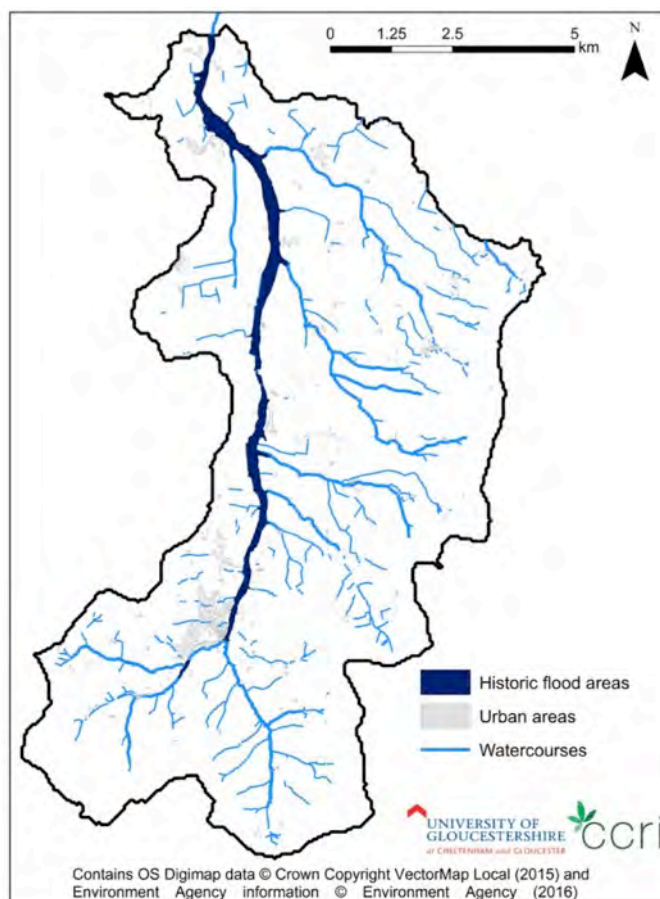 0 1.25 2.5 5
km
N
Historic flood areas
Urban areas
Watercourses
UNIVERSITY OF
GLOUCESTERSHIRE
AT CHELTENHAM AND GLOUCESTER
ccri
Contains OS Digimap data © Crown Copyright VectorMap Local (2015) and
Environment Agency information © Environment Agency (2016)